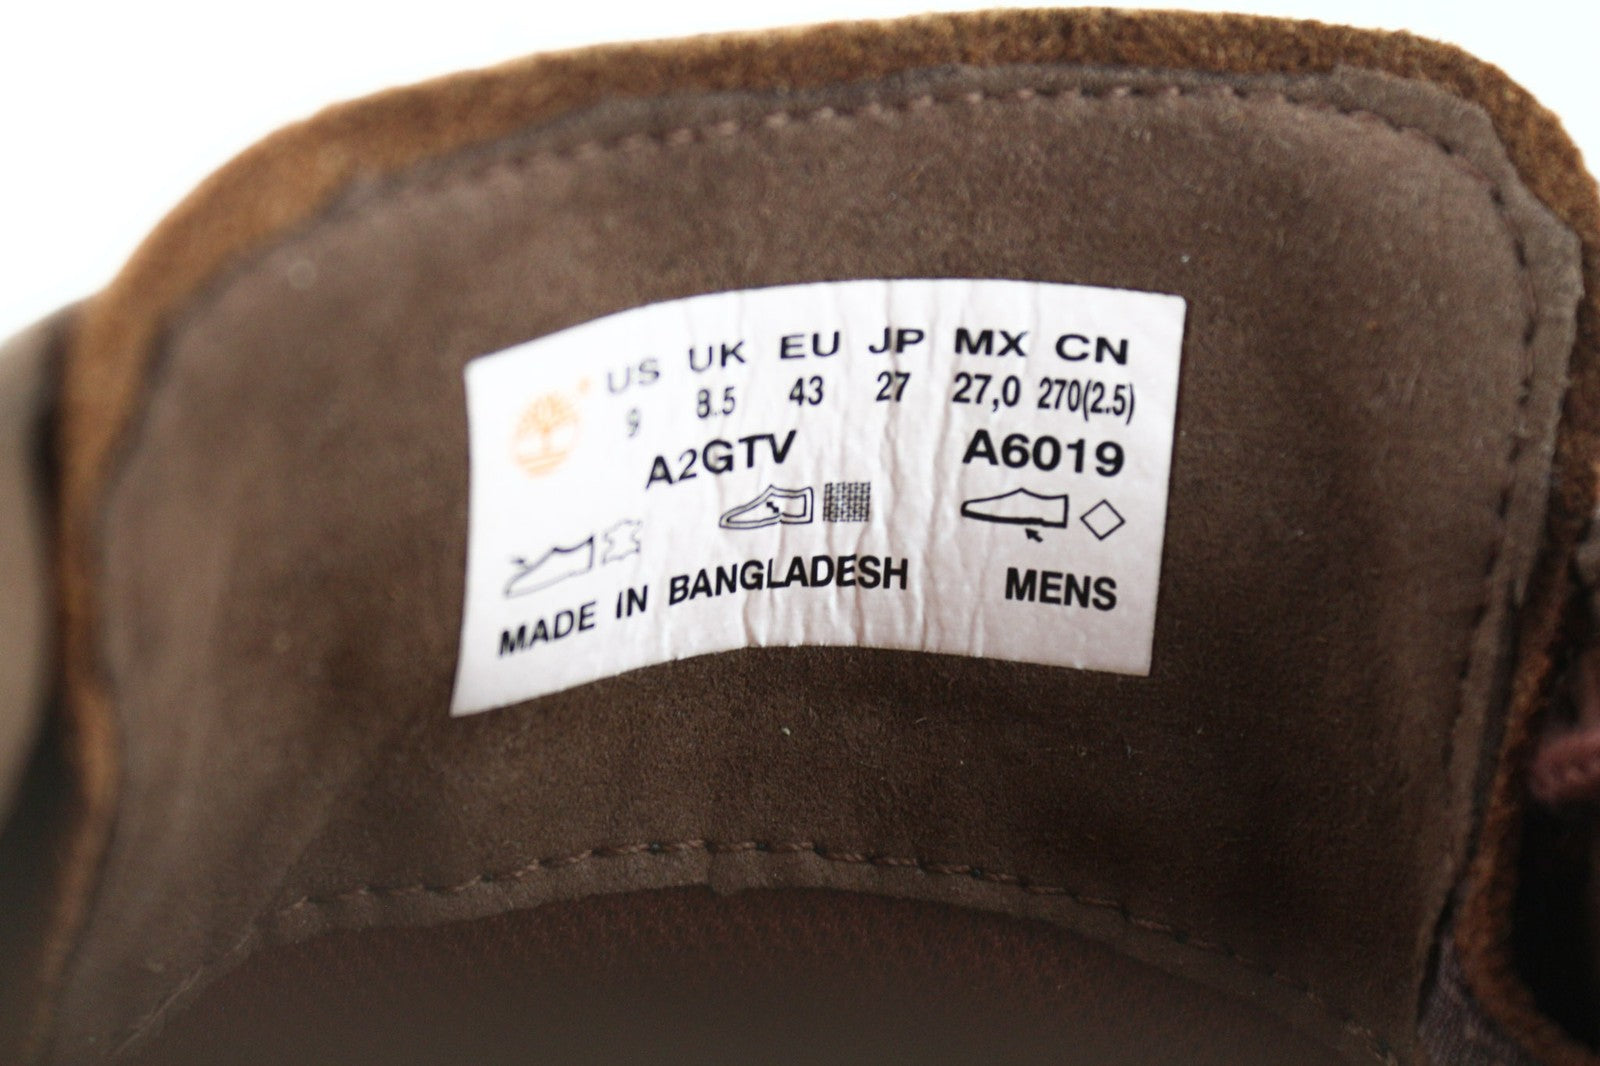 US UK EU JP MX CN
9 8.5 43 27 27,0 270(2.5)
A2GTV A6019
MADE IN BANGLADESH MENS